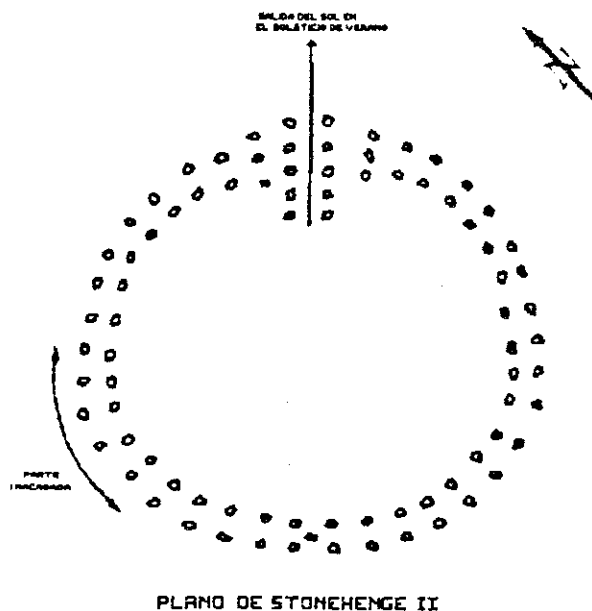 SALIDA DEL SOL EN
EL SOLSTICIO DE VERANO
N
PARTE
INACABADA
PLANO DE STONEHENGE II